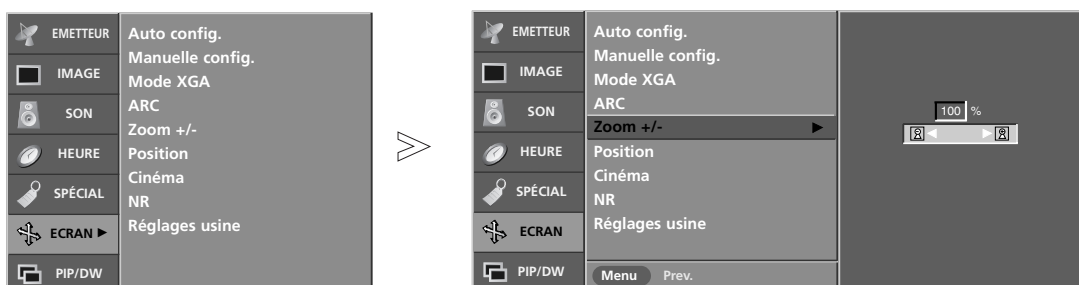 EMETTEUR
IMAGE
SON
HEURE
SPÉCIAL
ECRAN ►
PIP/DW
Auto config.
Manuelle config.
Mode XGA
ARC
Zoom +/-
Position
Cinéma
NR
Réglages usine
EMETTEUR
IMAGE
SON
HEURE
SPÉCIAL
ECRAN
PIP/DW
Auto config.
Manuelle config.
Mode XGA
ARC
Zoom +/- ►
Position
Cinéma
NR
Réglages usine
Menu Prev.
100 %